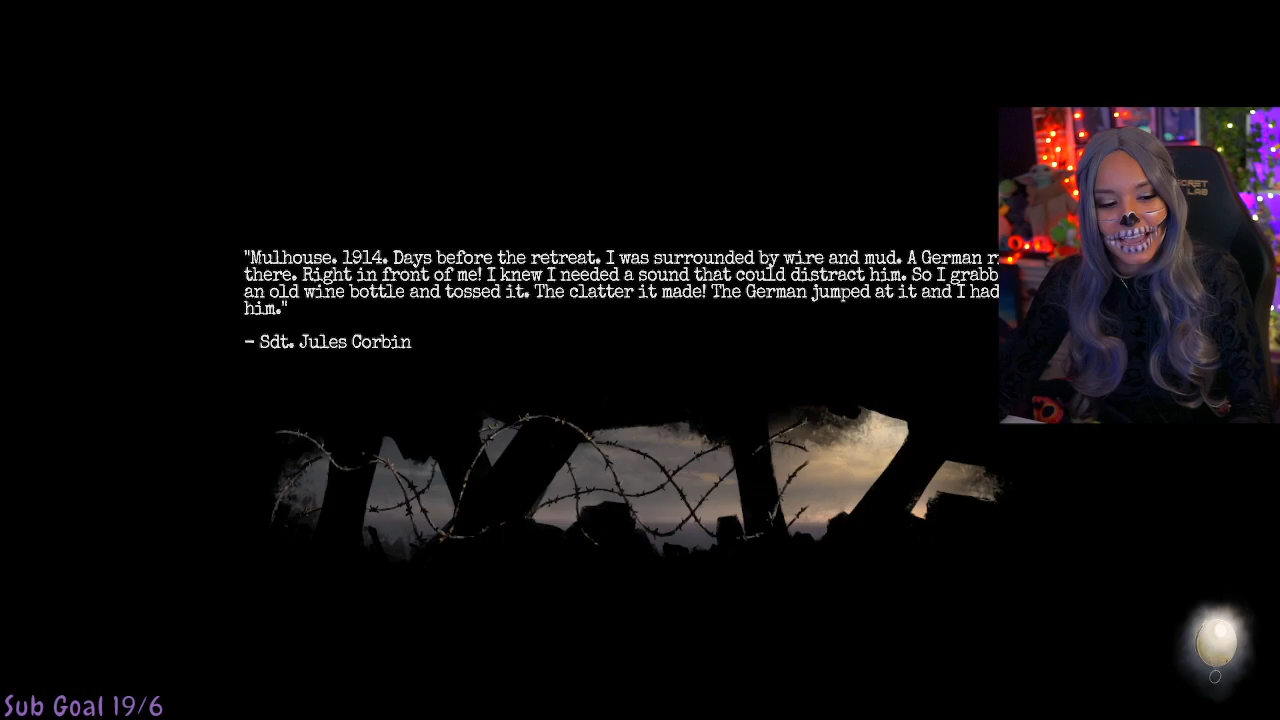 "Mulhouse. 1914. Days before the retreat. I was surrounded by wire and mud. A German
there. Right in front of me! I knew I needed a sound that could distract him. So I
an old wine bottle and tossed it. The clatter it made! The German jumped at it and I had
him."
- Sdt. Jules Corbin
LAB
Sub Goal 19/6